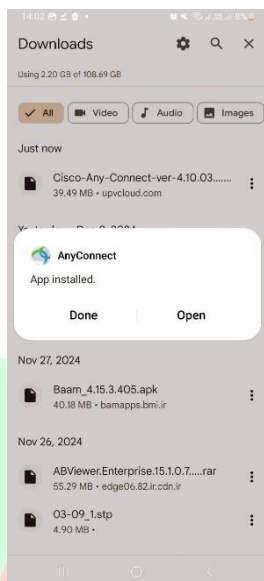 14:02
8%
Downloads
Using 2.20 GB of 108.69 GB
All
Video
Audio
Images
Just now
Cisco-Any-Connect-ver-4.10.03.......
39.49 MB • upvcloud.com
AnyConnect
App installed.
Done
Open
Nov 27, 2024
Baam_4.15.3.405.apk
40.18 MB • bamapps.bmi.ir
Nov 26, 2024
ABViewer.Enterprise.15.1.0.7.....rar
55.29 MB • edge06.82.ir.cdn.ir
03-09_1.stp
4.90 MB •